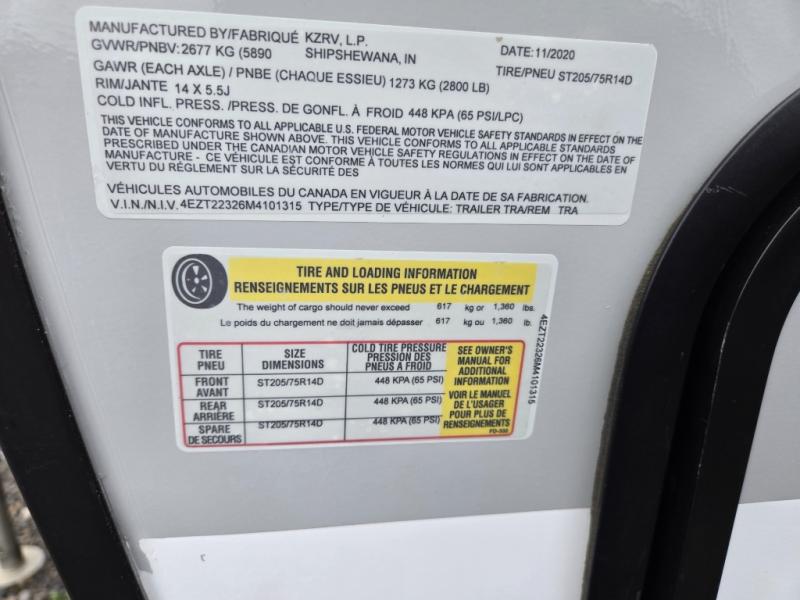 MANUFACTURED BY/FABRIQUÉ KZRV, L.P.
GVWR/PNBV: 2677 KG (5890 SHIPSHEWANA, IN DATE: 11/2020
GAWR (EACH AXLE) / PNBE (CHAQUE ESSIEU) 1273 KG (2800 LB) TIRE/PNEU ST205/75R14D
RIM/JANTE 14 X 5.5J
COLD INFL. PRESS. /PRESS. DE GONFL. À FROID 448 KPA (65 PSI/LPC)
THIS VEHICLE CONFORMS TO ALL APPLICABLE U.S. FEDERAL MOTOR VEHICLE SAFETY STANDARDS IN EFFECT ON THE
DATE OF MANUFACTURE SHOWN ABOVE. THIS VEHICLE CONFORMS TO ALL APPLICABLE STANDARDS
PRESCRIBED UNDER THE CANADIAN MOTOR VEHICLE SAFETY REGULATIONS IN EFFECT ON THE DATE OF
MANUFACTURE - CE VÉHICULE EST CONFORME À TOUTES LES NORMES QUI LUI SONT APPLICABLES EN
VERTU DU RÉGLEMENT SUR LA SÉCURITÉ DES
VÉHICULES AUTOMOBILES DU CANADA EN VIGUEUR À LA DATE DE SA FABRICATION.
V.I.N./N.I.V. 4EZT22326M4101315 TYPE/TYPE DE VÉHICULE: TRAILER TRA/REM TRA
TIRE AND LOADING INFORMATION
RENSEIGNEMENTS SUR LES PNEUS ET LE CHARGEMENT
The weight of cargo should never exceed 617 kg or 1,360 lbs.
Le poids du chargement ne doit jamais dépasser 617 kg ou 1,360 lb.
4EZT22326M4101315
TIRE
PNEU
SIZE
DIMENSIONS
COLD TIRE PRESSURE
PRESSION DES
PNEUS A FROID
FRONT
AVANT
ST205/75R14D
448 KPA (65 PSI)
REAR
ARRIÈRE
ST205/75R14D
448 KPA (65 PSI)
SPARE
DE SECOURS
ST205/75R14D
448 KPA (65 PSI)
SEE OWNER'S
MANUAL FOR
ADDITIONAL
INFORMATION
VOIR LE MANUEL
DE L'USAGER
POUR PLUS DE
RENSEIGNEMENTS